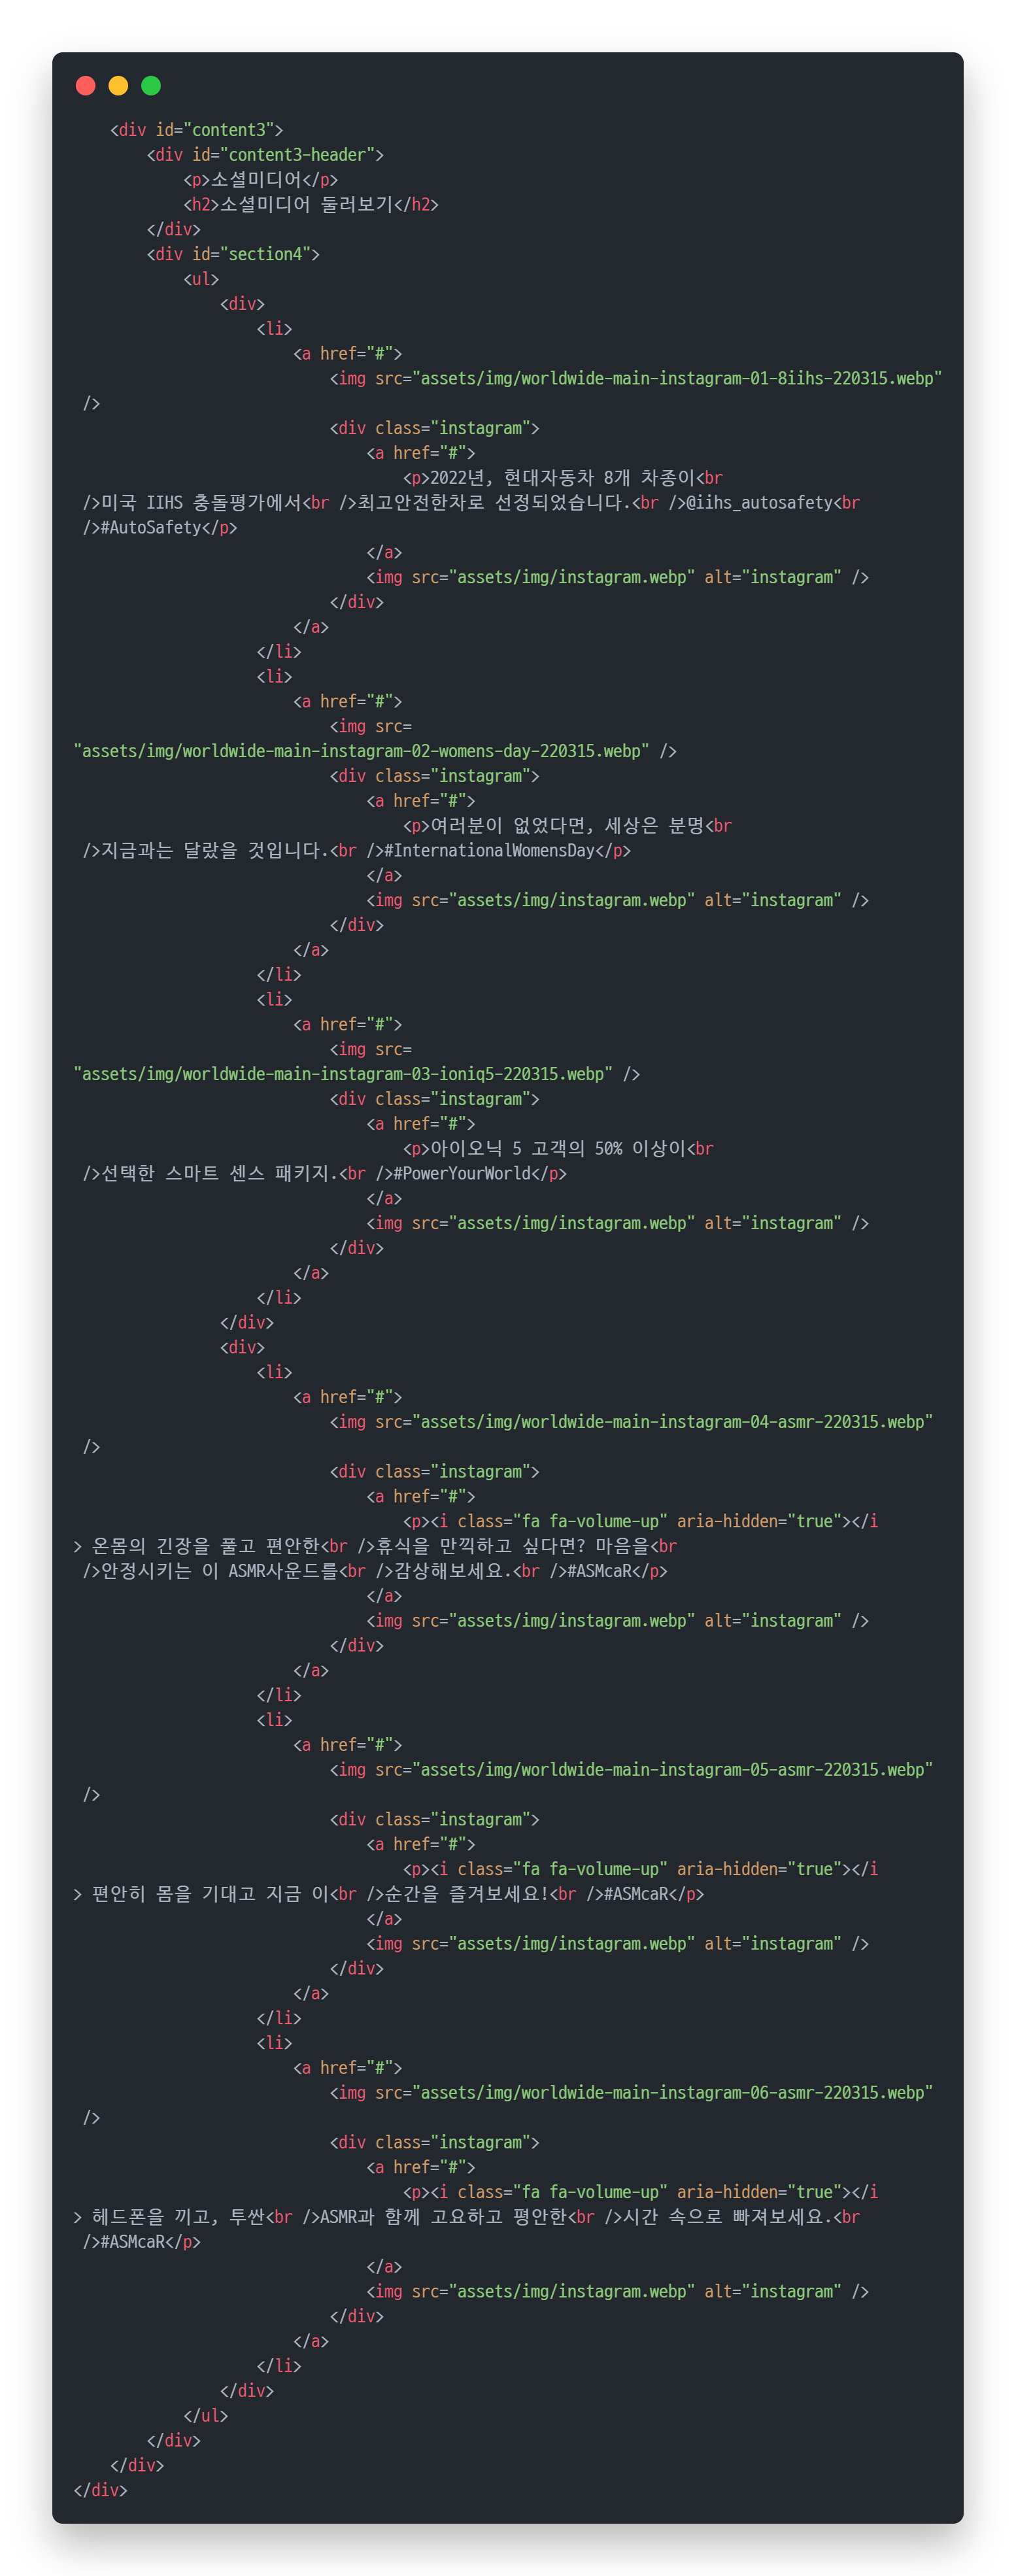 <div id="content3">
<div id="content3-header">
<p>소셜미디어</p>
<h2>소셜미디어 둘러보기</h2>
</div>
<div id="section4">
<ul>
<div>
<li>
<a href="#">
<img src="assets/img/worldwide-main-instagram-01-8iihs-220315.webp"
/>
<div class="instagram">
<a href="#">
<p>2022년, 현대자동차 8개 차종이<br
/>미국 IIHS 충돌평가에서<br />최고안전한차로 선정되었습니다.<br />@iihs_autosafety<br
/>#AutoSafety</p>
</a>
<img src="assets/img/instagram.webp" alt="instagram" />
</div>
</a>
</li>
<li>
<a href="#">
<img src=
"assets/img/worldwide-main-instagram-02-womens-day-220315.webp" />
<div class="instagram">
<a href="#">
<p>여러분이 없었다면, 세상은 분명<br
/>지금과는 달랐을 것입니다.<br />#InternationalWomensDay</p>
</a>
<img src="assets/img/instagram.webp" alt="instagram" />
</div>
</a>
</li>
<li>
<a href="#">
<img src=
"assets/img/worldwide-main-instagram-03-ioniq5-220315.webp" />
<div class="instagram">
<a href="#">
<p>아이오닉 5 고객의 50% 이상이<br
/>선택한 스마트 센스 패키지.<br />#PowerYourWorld</p>
</a>
<img src="assets/img/instagram.webp" alt="instagram" />
</div>
</a>
</li>
</div>
<div>
<li>
<a href="#">
<img src="assets/img/worldwide-main-instagram-04-asmr-220315.webp"
/>
<div class="instagram">
<a href="#">
<p><i class="fa fa-volume-up" aria-hidden="true"></i
> 온몸의 긴장을 풀고 편안한<br />휴식을 만끽하고 싶다면? 마음을<br
/>안정시키는 이 ASMR사운드를<br />감상해보세요.<br />#ASMcaR</p>
</a>
<img src="assets/img/instagram.webp" alt="instagram" />
</div>
</a>
</li>
<li>
<a href="#">
<img src="assets/img/worldwide-main-instagram-05-asmr-220315.webp"
/>
<div class="instagram">
<a href="#">
<p><i class="fa fa-volume-up" aria-hidden="true"></i
> 편안히 몸을 기대고 지금 이<br />순간을 즐겨보세요!<br />#ASMcaR</p>
</a>
<img src="assets/img/instagram.webp" alt="instagram" />
</div>
</a>
</li>
<li>
<a href="#">
<img src="assets/img/worldwide-main-instagram-06-asmr-220315.webp"
/>
<div class="instagram">
<a href="#">
<p><i class="fa fa-volume-up" aria-hidden="true"></i
> 헤드폰을 끼고, 투싼<br />ASMR과 함께 고요하고 평안한<br />시간 속으로 빠져보세요.<br
/>#ASMcaR</p>
</a>
<img src="assets/img/instagram.webp" alt="instagram" />
</div>
</a>
</li>
</div>
</ul>
</div>
</div>
</div>